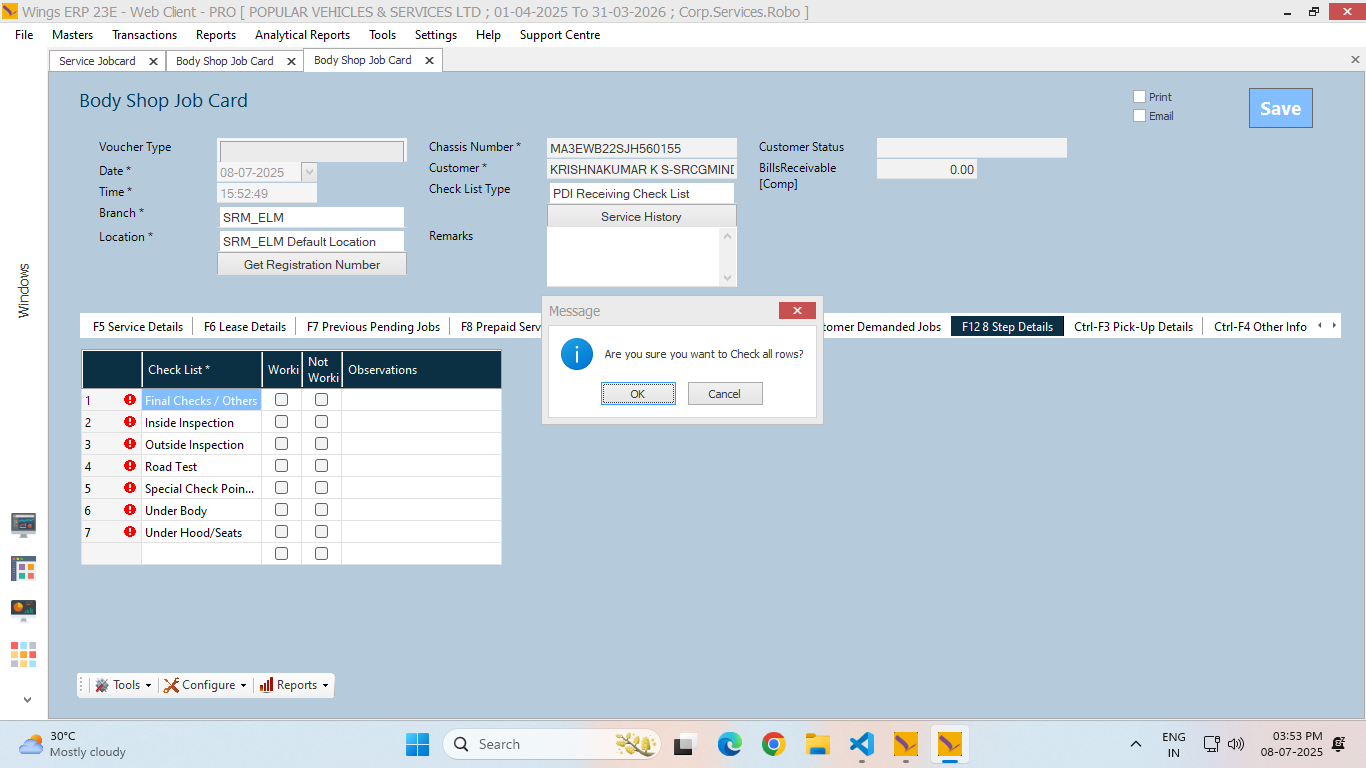 Wings ERP 23E - Web Client - PRO [ POPULAR VEHICLES & SERVICES LTD ; 01-04-2025 To 31-03-2026 ; Corp.Services.Robo ]
File Masters Transactions Reports Analytical Reports Tools Settings Help Support Centre
Service Jobcard Body Shop Job Card Body Shop Job Card
Body Shop Job Card
Print
Email
Save
Voucher Type
Date * 08-07-2025
Time * 15:52:49
Branch * SRM_ELM
Location * SRM_ELM Default Location
Get Registration Number
Chassis Number * MA3EWB22SJH560155
Customer * KRISHNAKUMAR K S-SRCGMIND
Check List Type PDI Receiving Check List
Service History
Remarks
Customer Status
BillsReceivable 0.00
[Comp]
Windows
F5 Service Details F6 Lease Details F7 Previous Pending Jobs F8 Prepaid Serv tomer Demanded Jobs F12 8 Step Details Ctrl-F3 Pick-Up Details Ctrl-F4 Other Info
Message
Are you sure you want to Check all rows?
OK Cancel
Check List * Worki Not Worki Observations
1 Final Checks / Others
2 Inside Inspection
3 Outside Inspection
4 Road Test
5 Special Check Poin...
6 Under Body
7 Under Hood/Seats
Tools Configure Reports
30°C
Mostly cloudy
Search
ENG
IN
03:53 PM
08-07-2025